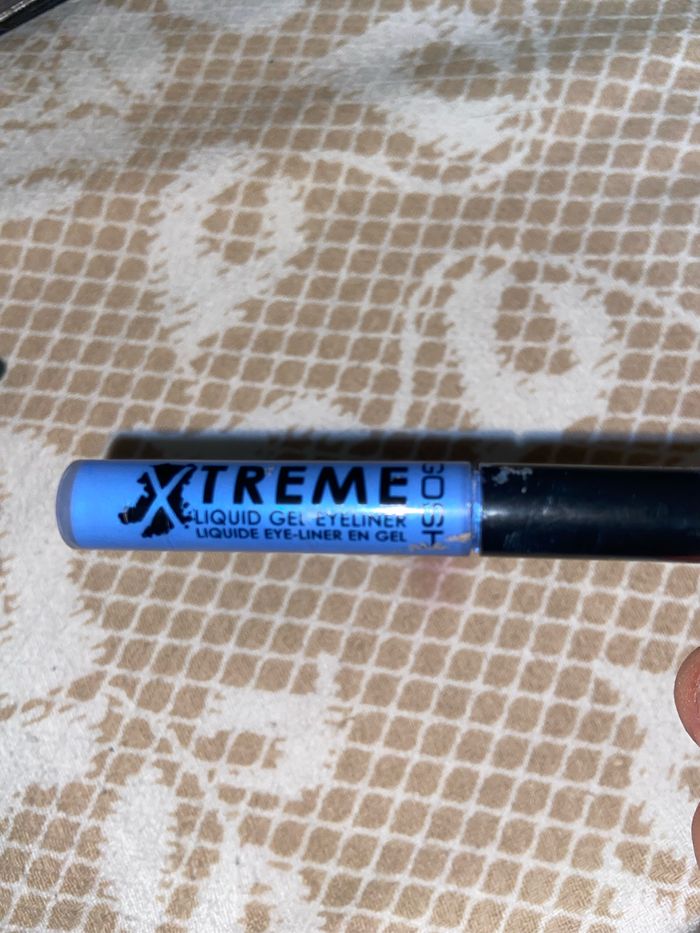 XTREME
LIQUID GEL EYELINER
LIQUIDE EYE-LINER EN GEL
GOSH